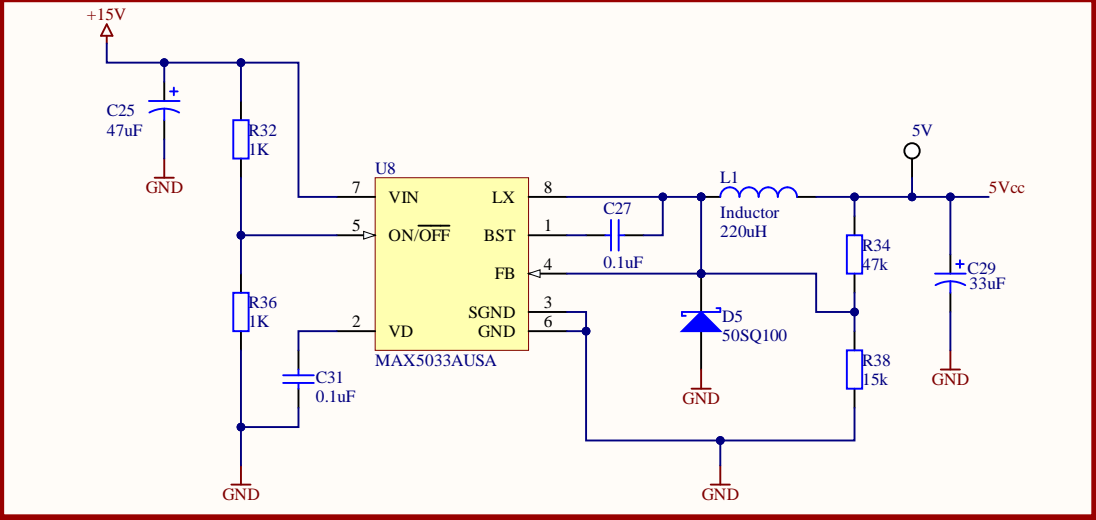 +15V
C25
47uF
GND
R32
1K
R36
1K
GND
C31
0.1uF
U8
7
VIN
5
ON/OFF
2
VD
LX
8
BST
1
FB
4
SGND
3
GND
6
MAX5033AUSA
C27
0.1uF
L1
Inductor
220uH
D5
50SQ100
GND
R34
47k
R38
15k
GND
5V
5Vcc
C29
33uF
GND